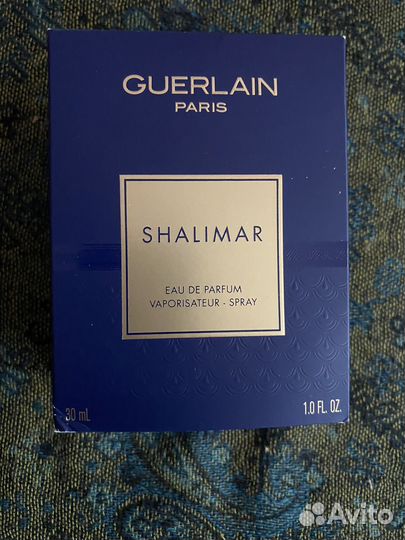 GUERLAIN
PARIS
SHALIMAR
EAU DE PARFUM
VAPORISATEUR - SPRAY
30 mL 1.0 FL. OZ.
Avito